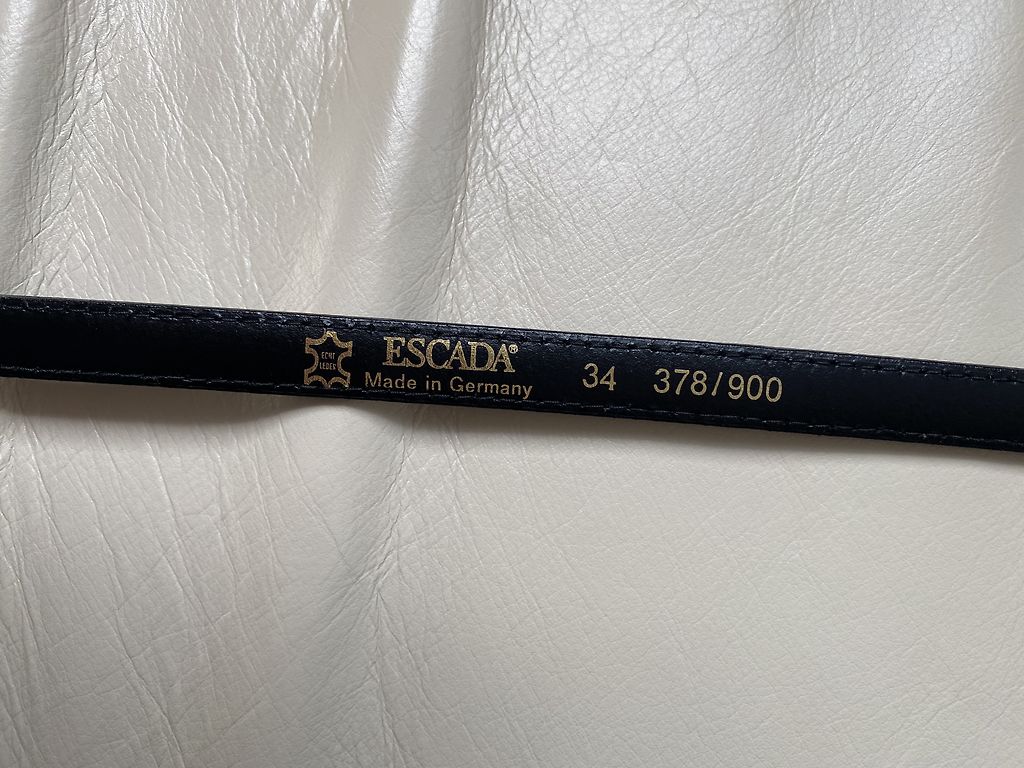 ECHT
LEDER
ESCADA®
Made in Germany
34 378/900